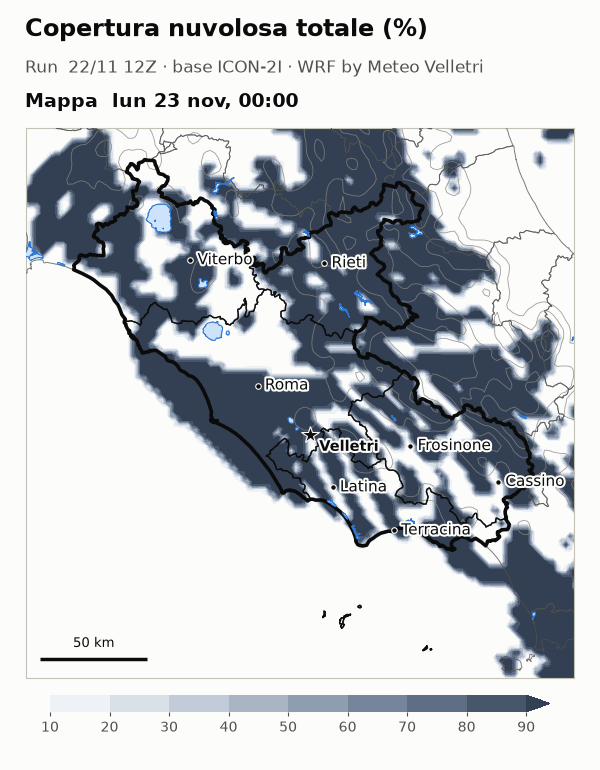 Copertura nuvolosa totale (%)
Run  22/11 12Z · base ICON-2I · WRF by Meteo Velletri
Mappa  lun 23 nov, 00:00
Viterbo
Rieti
Roma
Velletri
Frosinone
Latina
Cassino
Terracina
50 km
10 20 30 40 50 60 70 80 90